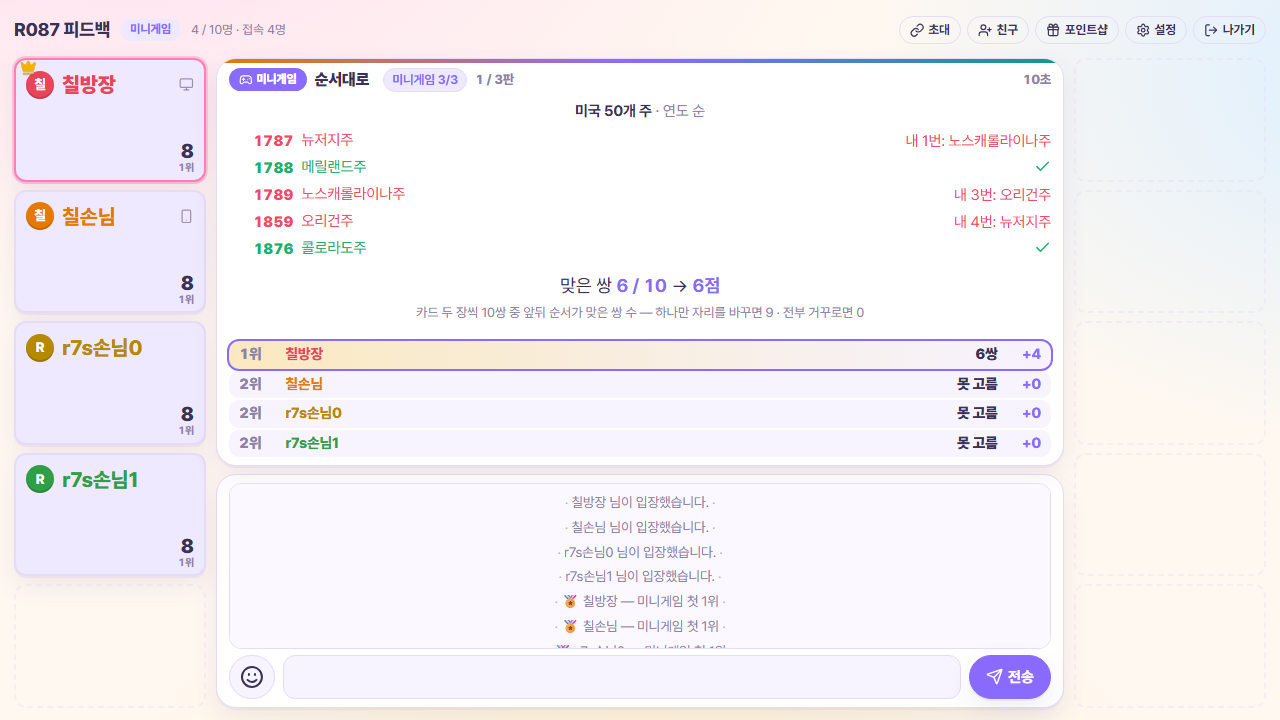 R087 피드백 미니게임 4 / 10명 · 접속 4명 초대 친구 포인트샵 설정 나가기
칠 칠방장
8
1위
칠 칠손님
8
1위
R r7s손님0
8
1위
R r7s손님1
8
1위
미니게임 순서대로 미니게임 3/3 1 / 3판 10초
미국 50개 주 · 연도 순
1787 뉴저지주 내 1번: 노스캐롤라이나주
1788 메릴랜드주
1789 노스캐롤라이나주 내 3번: 오리건주
1859 오리건주 내 4번: 뉴저지주
1876 콜로라도주
맞은 쌍 6 / 10 → 6점
카드 두 장씩 10쌍 중 앞뒤 순서가 맞은 쌍 수 — 하나만 자리를 바꾸면 9 · 전부 거꾸로면 0
1위 칠방장 6쌍 +4
2위 칠손님 못 고름 +0
2위 r7s손님0 못 고름 +0
2위 r7s손님1 못 고름 +0
· 칠방장 님이 입장했습니다. ·
· 칠손님 님이 입장했습니다. ·
· r7s손님0 님이 입장했습니다. ·
· r7s손님1 님이 입장했습니다. ·
· 🏅 칠방장 — 미니게임 첫 1위 ·
· 🏅 칠손님 — 미니게임 첫 1위 ·
전송